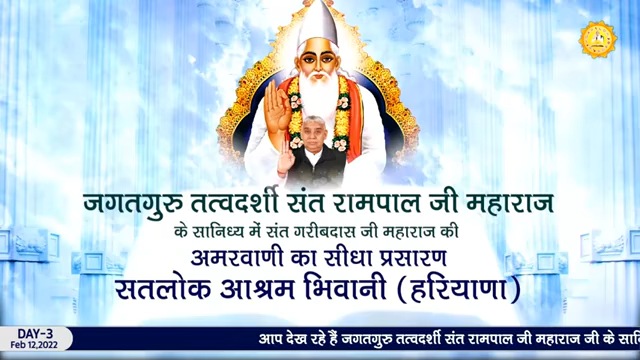 जगतगुरु तत्वदर्शी संत रामपाल जी महाराज
के सानिध्य में संत गरीबदास जी महाराज की
अमरवाणी का सीधा प्रसारण
सतलोक आश्रम भिवानी (हरियाणा)
DAY-3
Feb 12,2022
आप देख रहे हैं जगतगुरु तत्वदर्शी संत रामपाल जी महाराज जी के